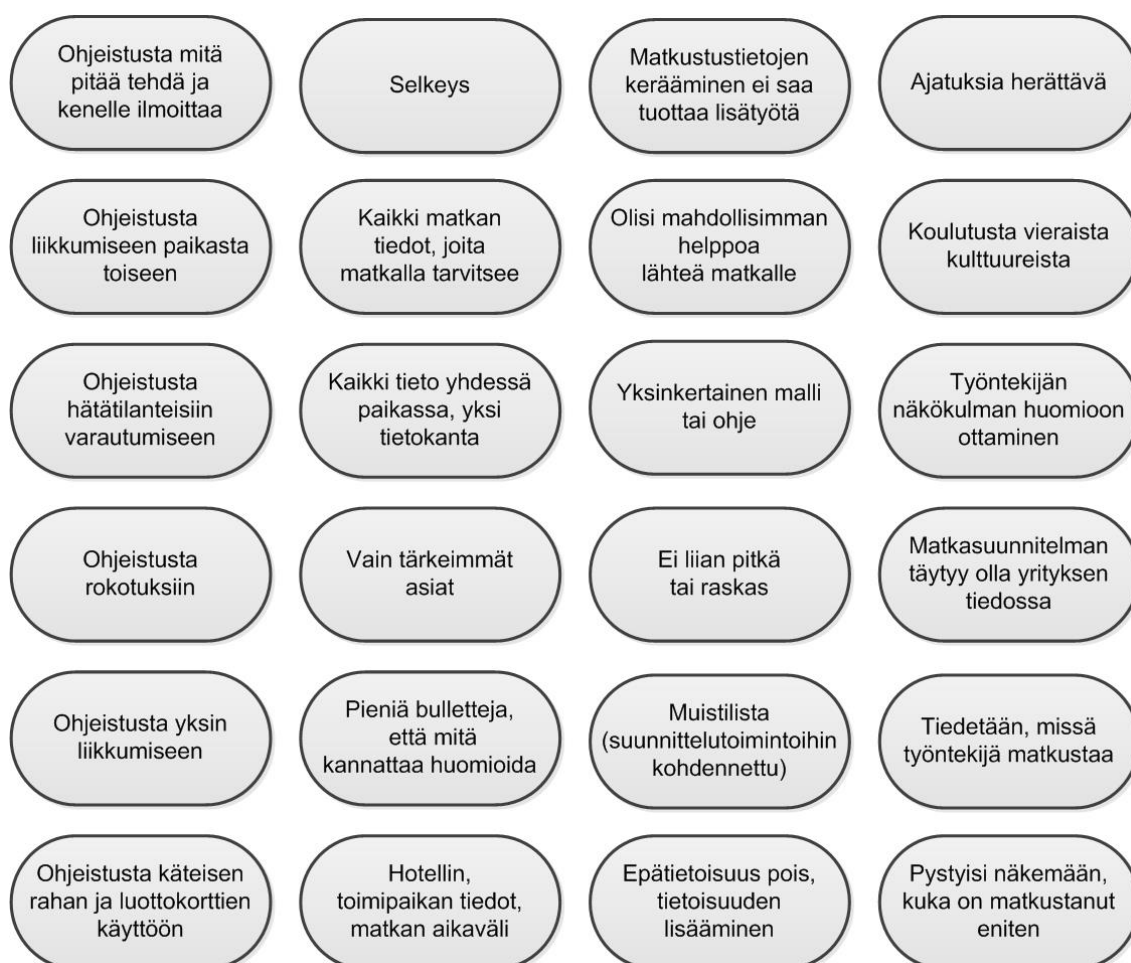 Ohjeistusta mitä
pitää tehdä ja
kenelle ilmoittaa
Selkeys
Matkustustietojen
kerääminen ei saa
tuottaa lisätyötä
Ajatuksia herättävä
Ohjeistusta
liikkumiseen paikasta
toiseen
Kaikki matkan
tiedot, joita
matkalla tarvitsee
Olisi mahdollisimman
helppoa
lähteä matkalle
Koulutusta vieraista
kulttuureista
Ohjeistusta
hätätilanteisiin
varautumiseen
Kaikki tieto yhdessä
paikassa, yksi
tietokanta
Yksinkertainen malli
tai ohje
Työntekijän
näkökulman huomioon
ottaminen
Ohjeistusta
rokotuksiin
Vain tärkeimmät
asiat
Ei liian pitkä
tai raskas
Matkasuunnitelman
täytyy olla yrityksen
tiedossa
Ohjeistusta yksin
liikkumiseen
Pieniä bulletteja,
että mitä
kannattaa huomioida
Muistilista
(suunnittelutoimintoihin
kohdennettu)
Tiedetään, missä
työntekijä matkustaa
Ohjeistusta käteisen
rahan ja luottokorttien
käyttöön
Hotellin,
toimipaikan tiedot,
matkan aikaväli
Epätietoisuus pois,
tietoisuuden
lisääminen
Pystyisi näkemään,
kuka on matkustanut
eniten